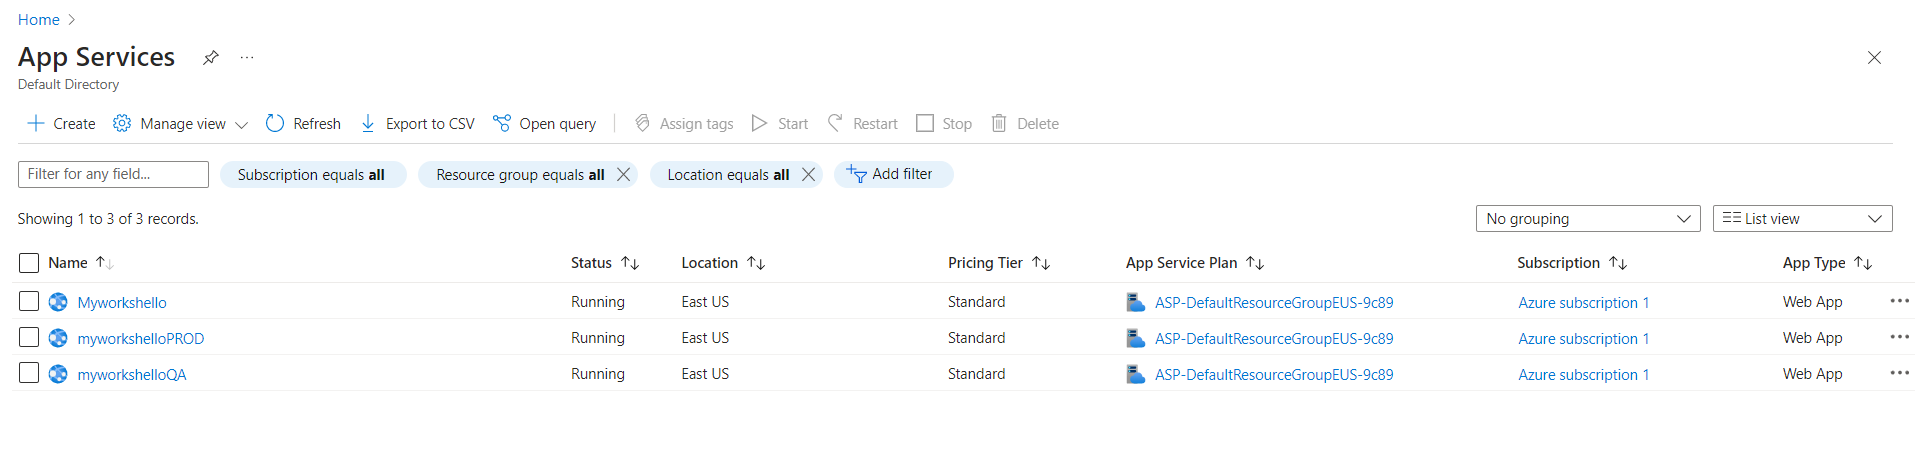 Home
App Services ...
Default Directory
Create Manage view Refresh Export to CSV Open query Assign tags Start Restart Stop Delete
Filter for any field... Subscription equals all Resource group equals all Location equals all Add filter
Showing 1 to 3 of 3 records. No grouping List view
Name Status Location Pricing Tier App Service Plan Subscription App Type
Myworkshello Running East US Standard ASP-DefaultResourceGroupEUS-9c89 Azure subscription 1 Web App ...
myworkshelloPROD Running East US Standard ASP-DefaultResourceGroupEUS-9c89 Azure subscription 1 Web App ...
myworkshelloQA Running East US Standard ASP-DefaultResourceGroupEUS-9c89 Azure subscription 1 Web App ...